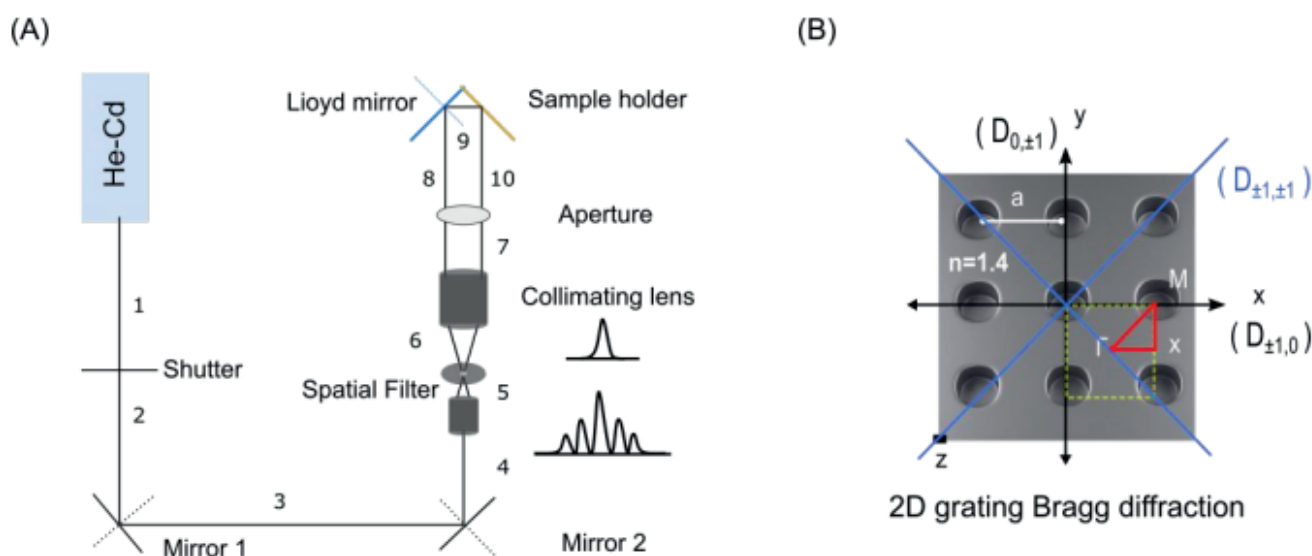 (A)
He-Cd
1
Shutter
2
3
Mirror 1
Mirror 2
4
5
Spatial Filter
6
Collimating lens
7
Aperture
8
9
10
Lioyd mirror
Sample holder
(B)
( D0,±1)
y
( D±1,±1)
a
n=1.4
M
x
( D±1,0)
Γ
x
z
2D grating Bragg diffraction